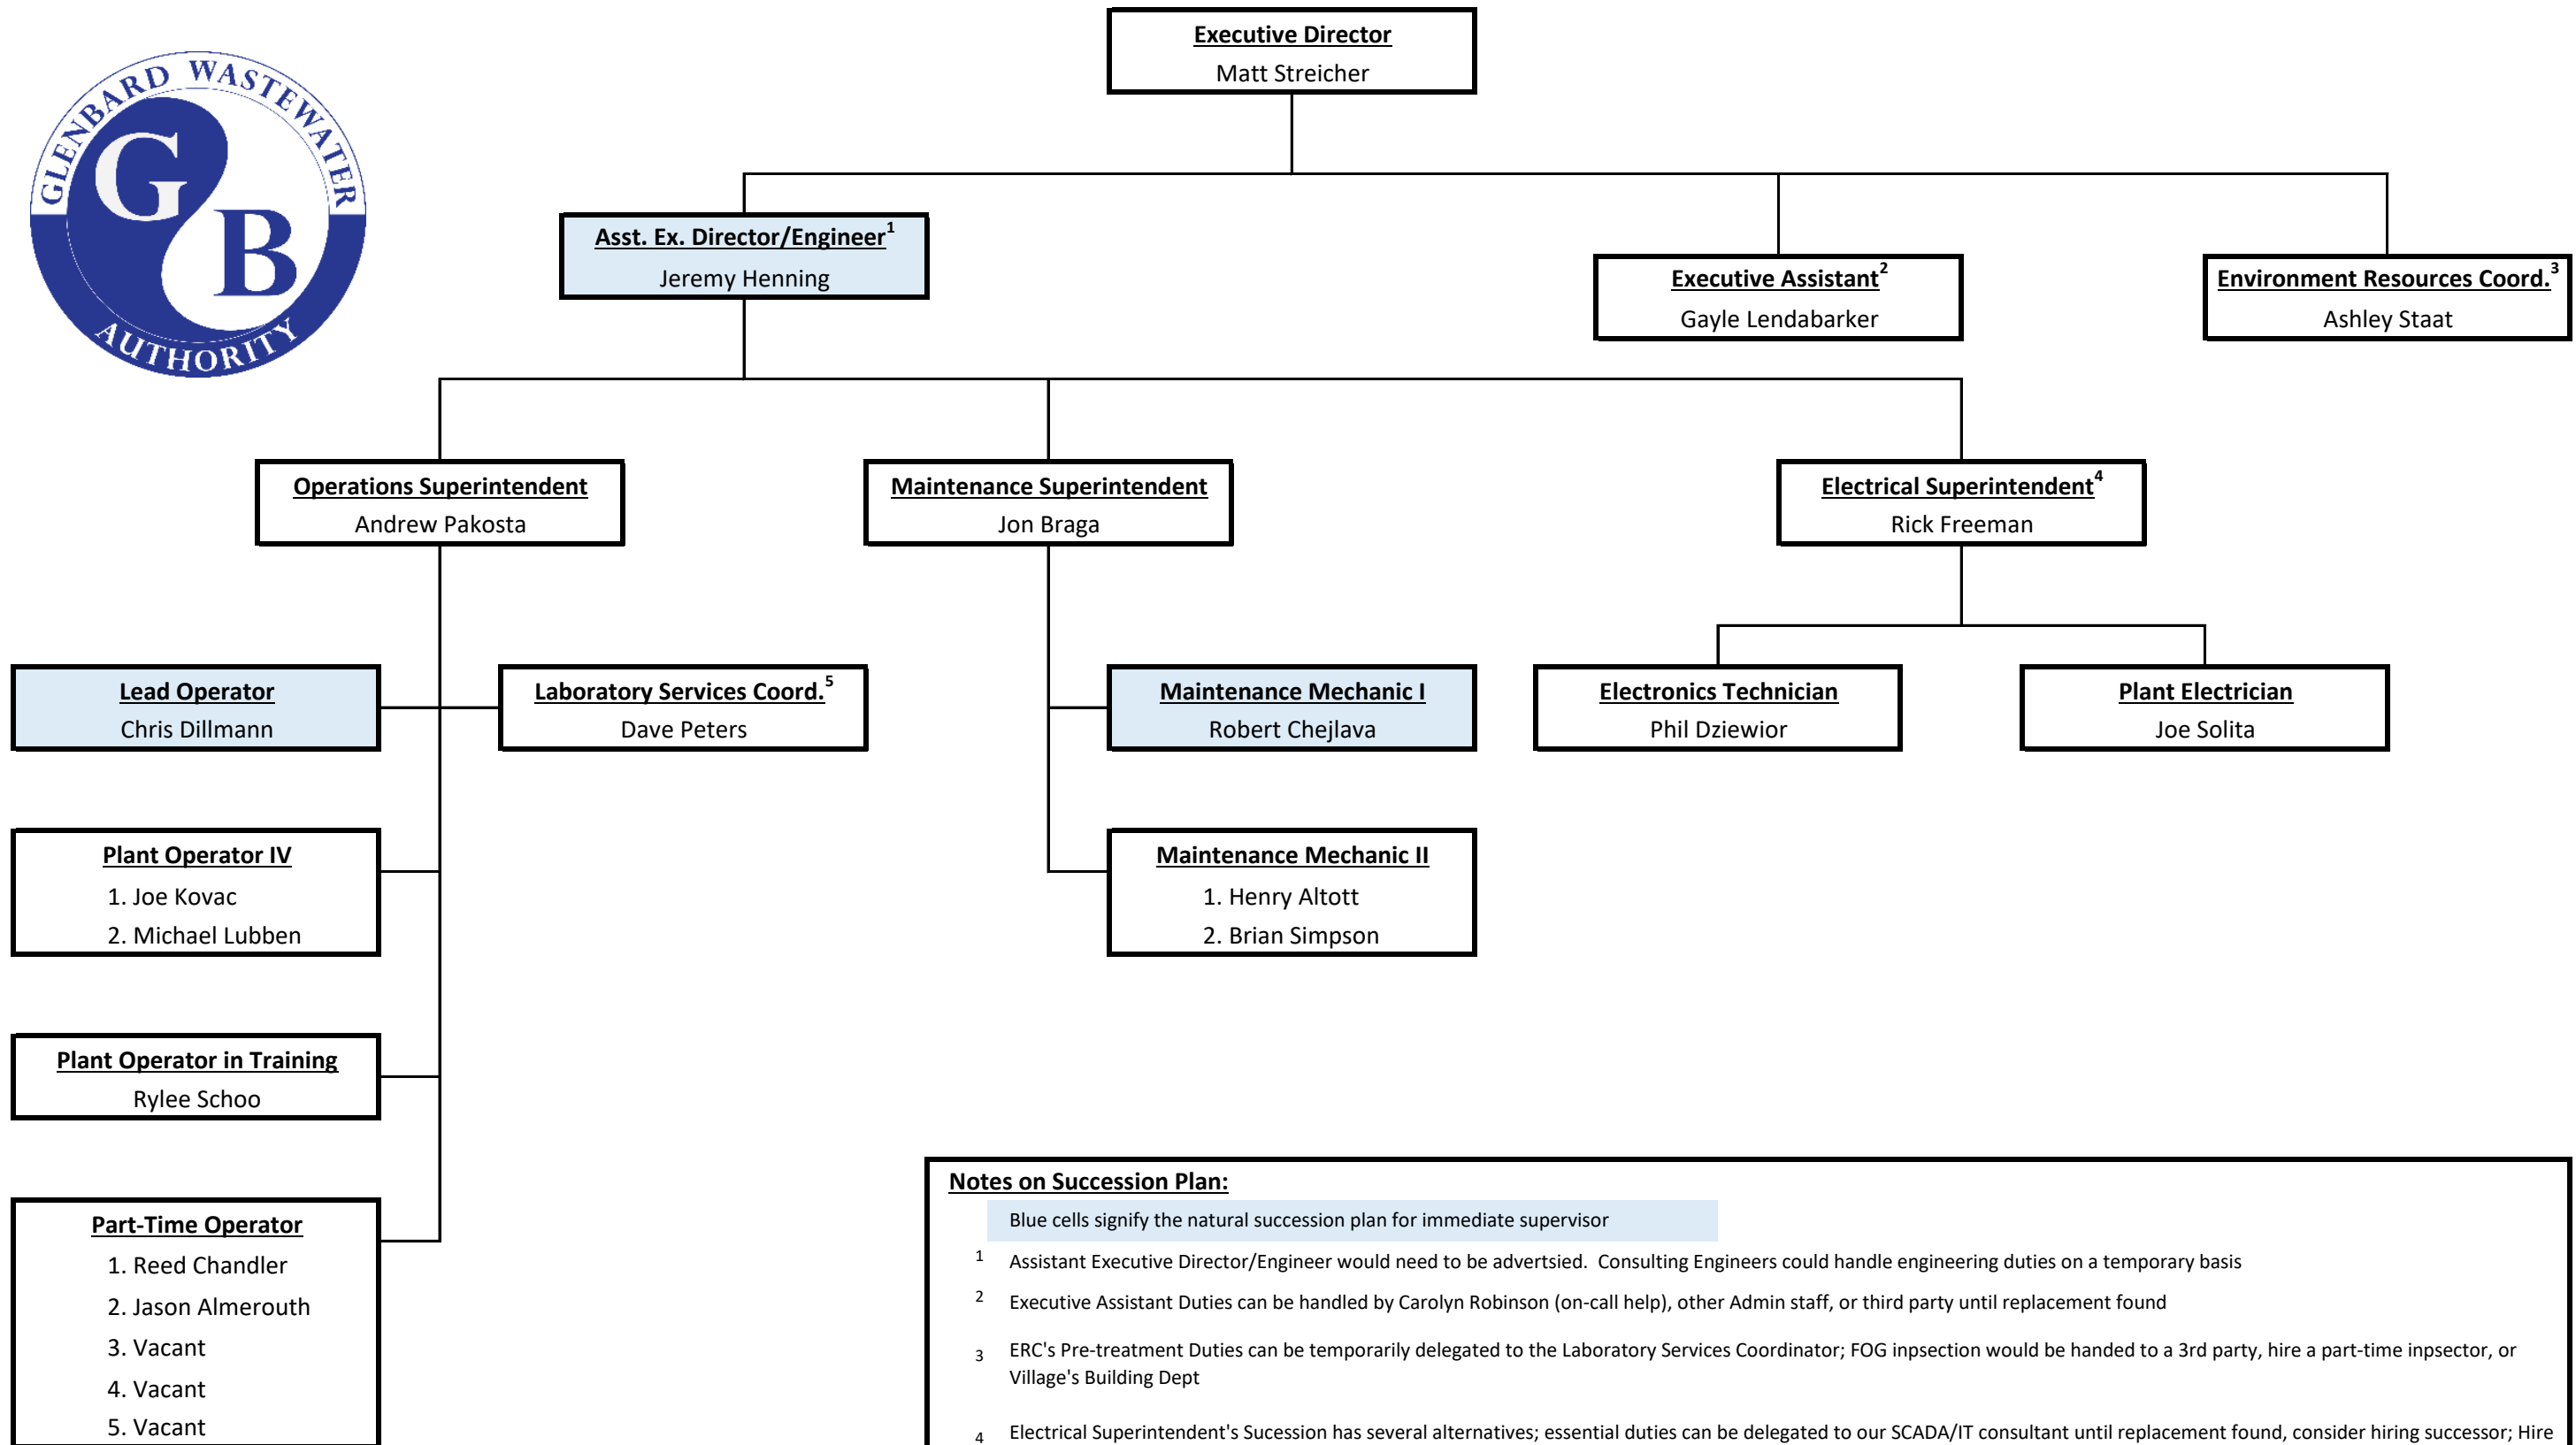 GLENBARD WASTEWATER
G
B
AUTHORITY
Executive Director
Matt Streicher
Asst. Ex. Director/Engineer1
Jeremy Henning
Executive Assistant2
Gayle Lendabarker
Environment Resources Coord.3
Ashley Staat
Operations Superintendent
Andrew Pakosta
Maintenance Superintendent
Jon Braga
Electrical Superintendent4
Rick Freeman
Lead Operator
Chris Dillmann
Laboratory Services Coord.5
Dave Peters
Maintenance Mechanic I
Robert Chejlava
Electronics Technician
Phil Dziewior
Plant Electrician
Joe Solita
Plant Operator IV
1. Joe Kovac
2. Michael Lubben
Maintenance Mechanic II
1. Henry Altott
2. Brian Simpson
Plant Operator in Training
Rylee Schoo
Part-Time Operator
1. Reed Chandler
2. Jason Almerouth
3. Vacant
4. Vacant
5. Vacant
Notes on Succession Plan:
Blue cells signify the natural succession plan for immediate supervisor
1 Assistant Executive Director/Engineer would need to be advertsied. Consulting Engineers could handle engineering duties on a temporary basis
2 Executive Assistant Duties can be handled by Carolyn Robinson (on-call help), other Admin staff, or third party until replacement found
3 ERC's Pre-treatment Duties can be temporarily delegated to the Laboratory Services Coordinator; FOG inpsection would be handed to a 3rd party, hire a part-time inpsector, or
Village's Building Dept
4 Electrical Superintendent's Sucession has several alternatives; essential duties can be delegated to our SCADA/IT consultant until replacement found, consider hiring successor; Hire